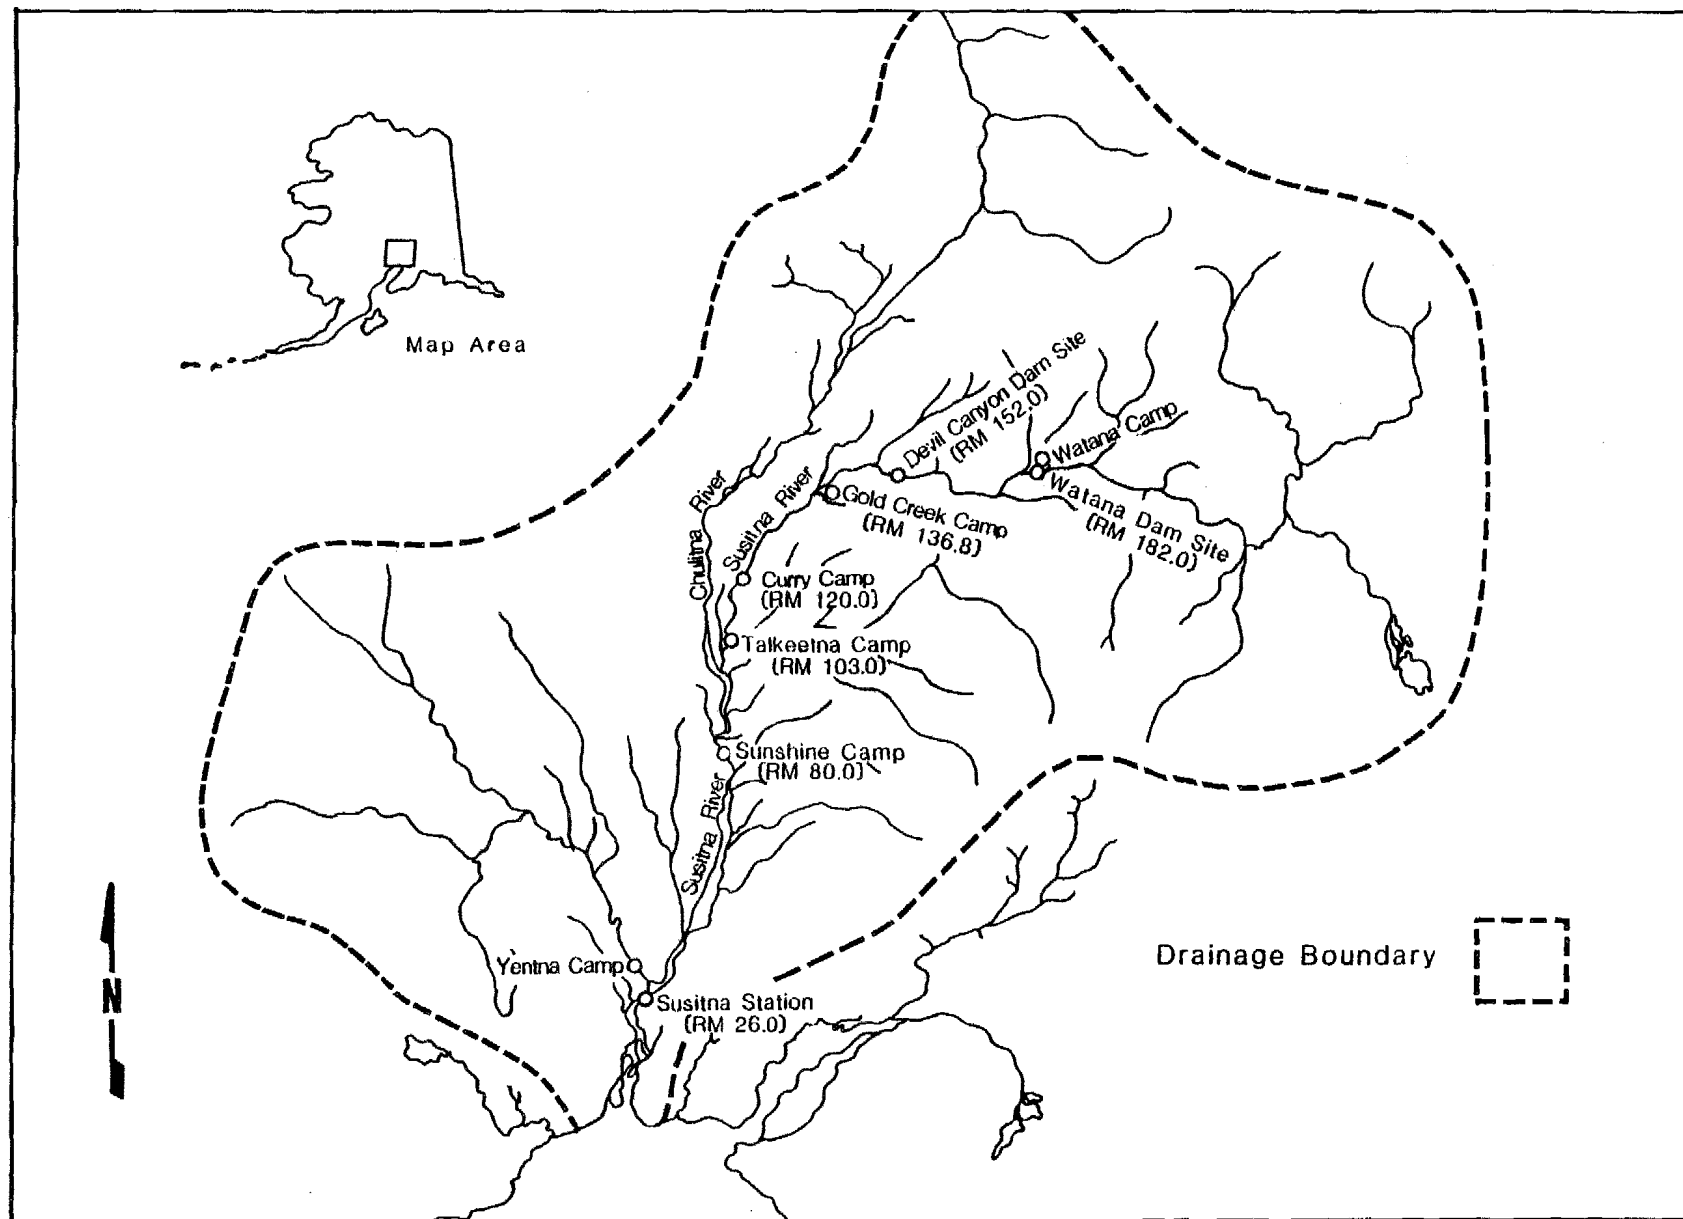 Map Area
Devil Canyon Dam Site
(RM 152.0)
Watana Camp
Watana Dam Site
(RM 182.0)
Gold Creek Camp
(RM 136.8)
Chulitna River
Susitna River
Curry Camp
(RM 120.0)
Talkeetna Camp
(RM 103.0)
Sunshine Camp
(RM 80.0)
Susitna River
Yentna Camp
Susitna Station
(RM 26.0)
Drainage Boundary
N